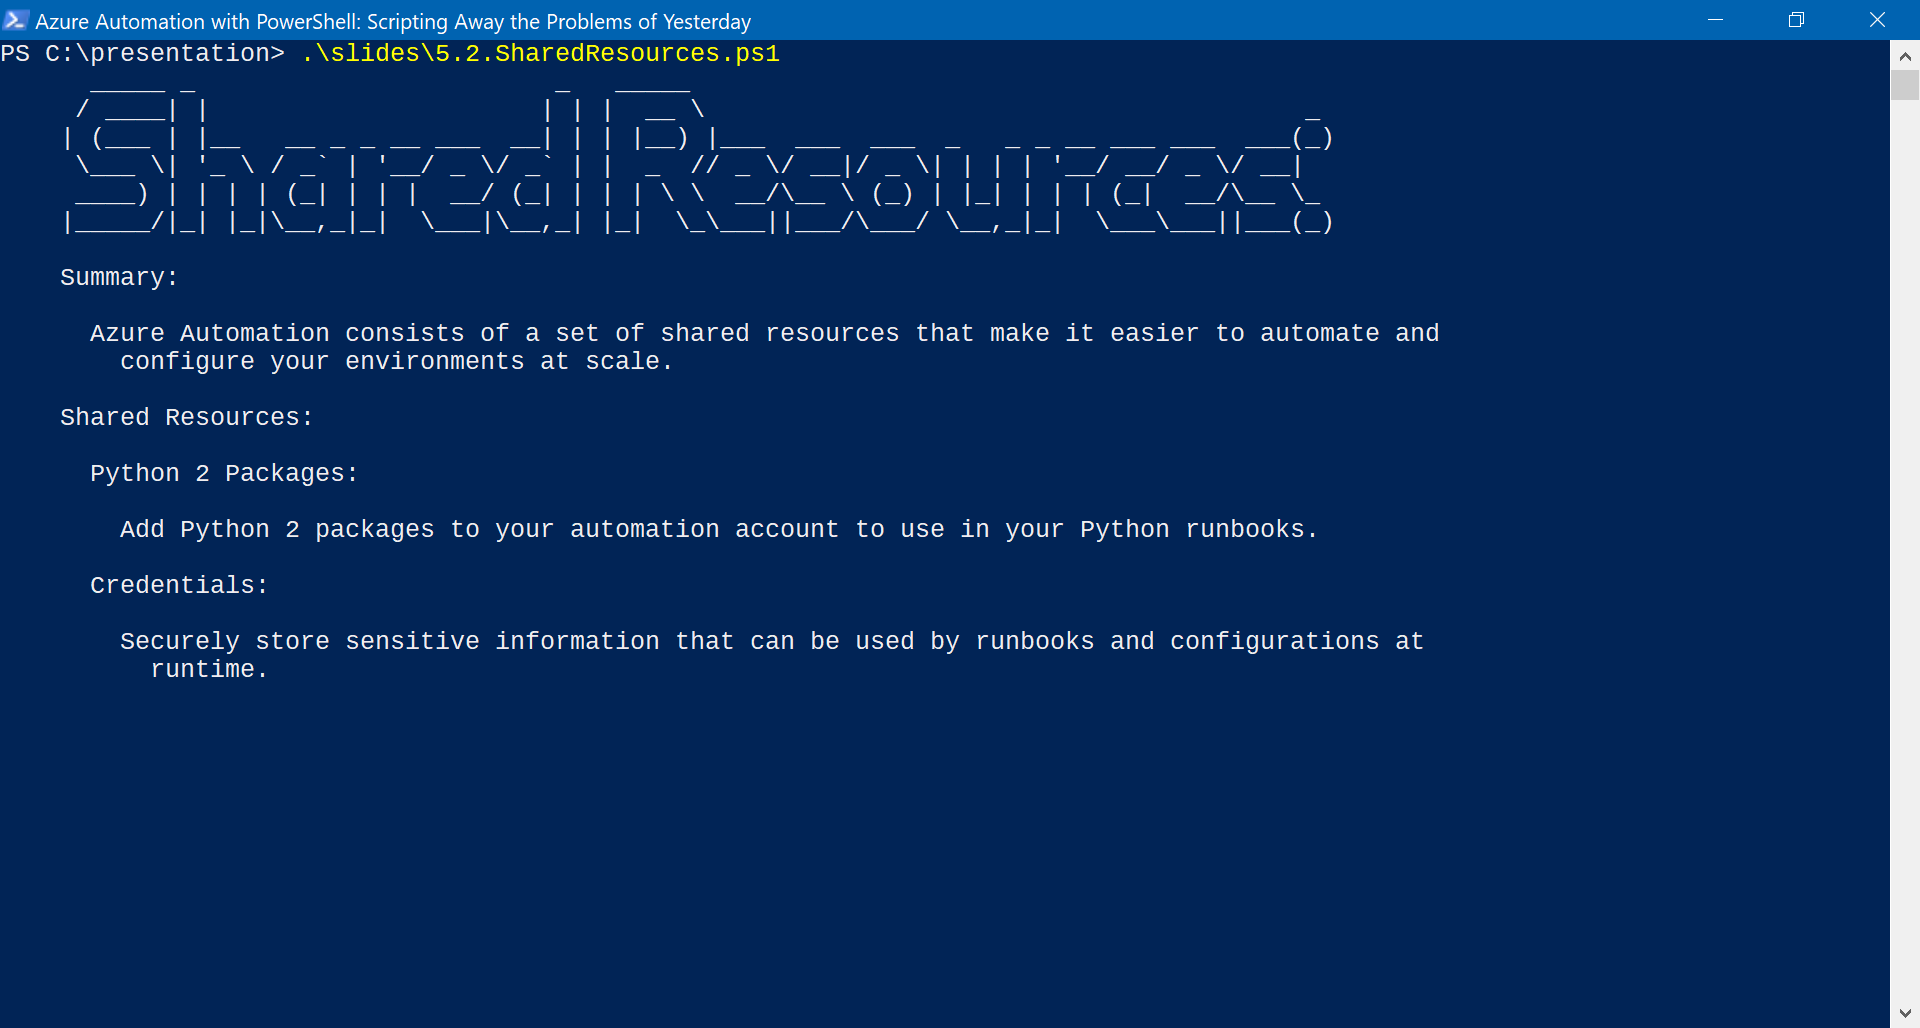 Azure Automation with PowerShell: Scripting Away the Problems of Yesterday
PS C:\presentation> .\slides\5.2.SharedResources.ps1
Shared Resources:
Summary:
Azure Automation consists of a set of shared resources that make it easier to automate and
configure your environments at scale.
Shared Resources:
Python 2 Packages:
Add Python 2 packages to your automation account to use in your Python runbooks.
Credentials:
Securely store sensitive information that can be used by runbooks and configurations at
runtime.